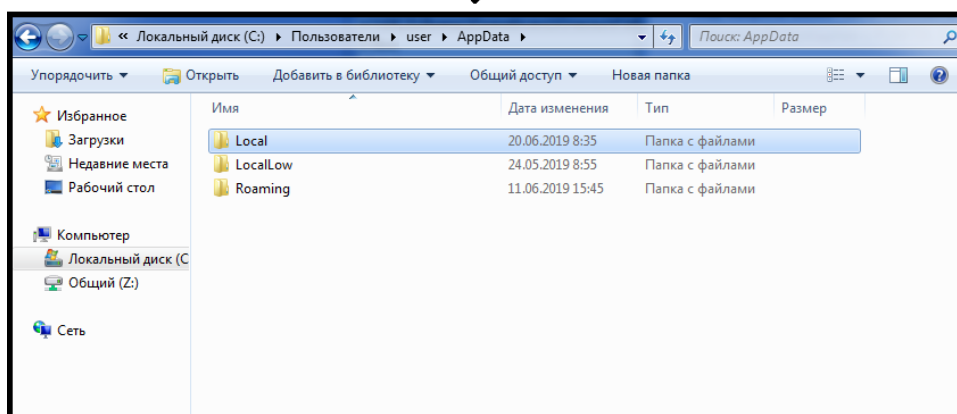 « Локальный диск (C:) ▸ Пользователи ▸ user ▸ AppData ▸ Поиск: AppData
Упорядочить Открыть Добавить в библиотеку Общий доступ Новая папка
Избранное
Загрузки
Недавние места
Рабочий стол
Компьютер
Локальный диск (C
Общий (Z:)
Сеть
Имя Дата изменения Тип Размер
Local 20.06.2019 8:35 Папка с файлами
LocalLow 24.05.2019 8:55 Папка с файлами
Roaming 11.06.2019 15:45 Папка с файлами